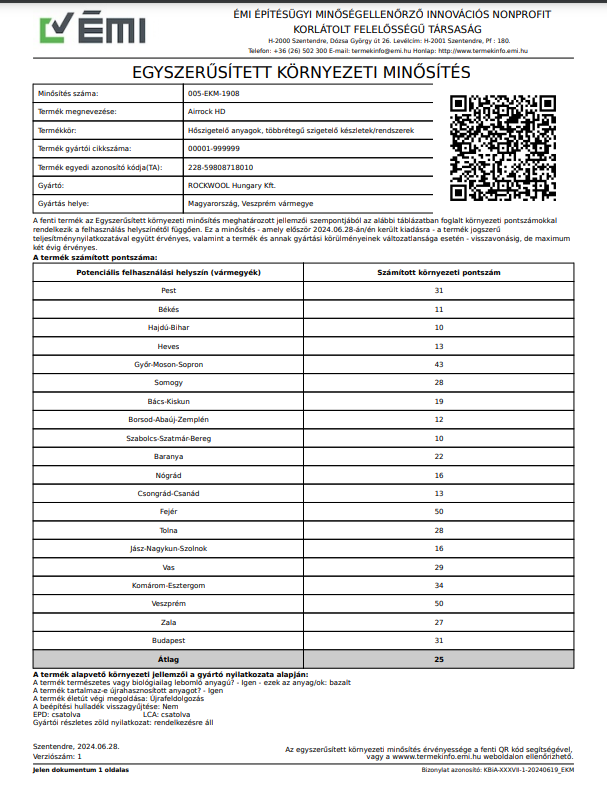 ÉMI
ÉMI ÉPÍTÉSÜGYI MINŐSÉGELLENŐRZŐ INNOVÁCIÓS NONPROFIT
KORLÁTOLT FELELŐSSÉGŰ TÁRSASÁG
H-2000 Szentendre, Dózsa György út 26. Levélcím: H-2001 Szentendre, Pf : 180.
Telefon: +36 (26) 502 300 E-mail: termekinfo@emi.hu Honlap: http://www.termekinfo.emi.hu
EGYSZERŰSÍTETT KÖRNYEZETI MINŐSÍTÉS
Minősítés száma: 005-EKM-1908
Termék megnevezése: Airrock HD
Termékkör: Hőszigetelő anyagok, többrétegű szigetelő készletek/rendszerek
Termék gyártói cikkszáma: 00001-999999
Termék egyedi azonosító kódja(TA): 228-59808718010
Gyártó: ROCKWOOL Hungary Kft.
Gyártás helye: Magyarország, Veszprém vármegye
A fenti termék az Egyszerűsített környezeti minősítés meghatározott jellemzői szempontjából az alábbi táblázatban foglalt környezeti pontszámokkal
rendelkezik a felhasználás helyszínétől függően. Ez a minősítés - amely először 2024.06.28-án/én került kiadásra - a termék jogszerű
teljesítménynyilatkozatával együtt érvényes, valamint a termék és annak gyártási körülményeinek változatlansága esetén - visszavonásig, de maximum
két évig érvényes.
A termék számított pontszáma:
Potenciális felhasználási helyszín (vármegyék) Számított környezeti pontszám
Pest 31
Békés 11
Hajdú-Bihar 10
Heves 13
Győr-Moson-Sopron 43
Somogy 28
Bács-Kiskun 19
Borsod-Abaúj-Zemplén 12
Szabolcs-Szatmár-Bereg 10
Baranya 22
Nógrád 16
Csongrád-Csanád 13
Fejér 50
Tolna 28
Jász-Nagykun-Szolnok 16
Vas 29
Komárom-Esztergom 34
Veszprém 50
Zala 27
Budapest 31
Átlag 25
A termék alapvető környezeti jellemzői a gyártó nyilatkozata alapján:
A termék természetes vagy biológiailag lebomló anyagú? - Igen - ezek az anyag/ok: bazalt
A termék tartalmaz-e újrahasznosított anyagot? - Igen
A termék életút végi megoldása: Újrafeldolgozás
A beépítési hulladék visszagyűjtése: Nem
EPD: csatolva LCA: csatolva
Gyártói részletes zöld nyilatkozat: rendelkezésre áll
Szentendre, 2024.06.28.
Verziószám: 1
Az egyszerűsített környezeti minősítés érvényessége a fenti QR kód segítségével,
vagy a wwww.termekinfo.emi.hu weboldalon ellenőrizhető.
Jelen dokumentum 1 oldalas
Bizonylat azonosító: KBiA-XXXVII-1-20240619_EKM